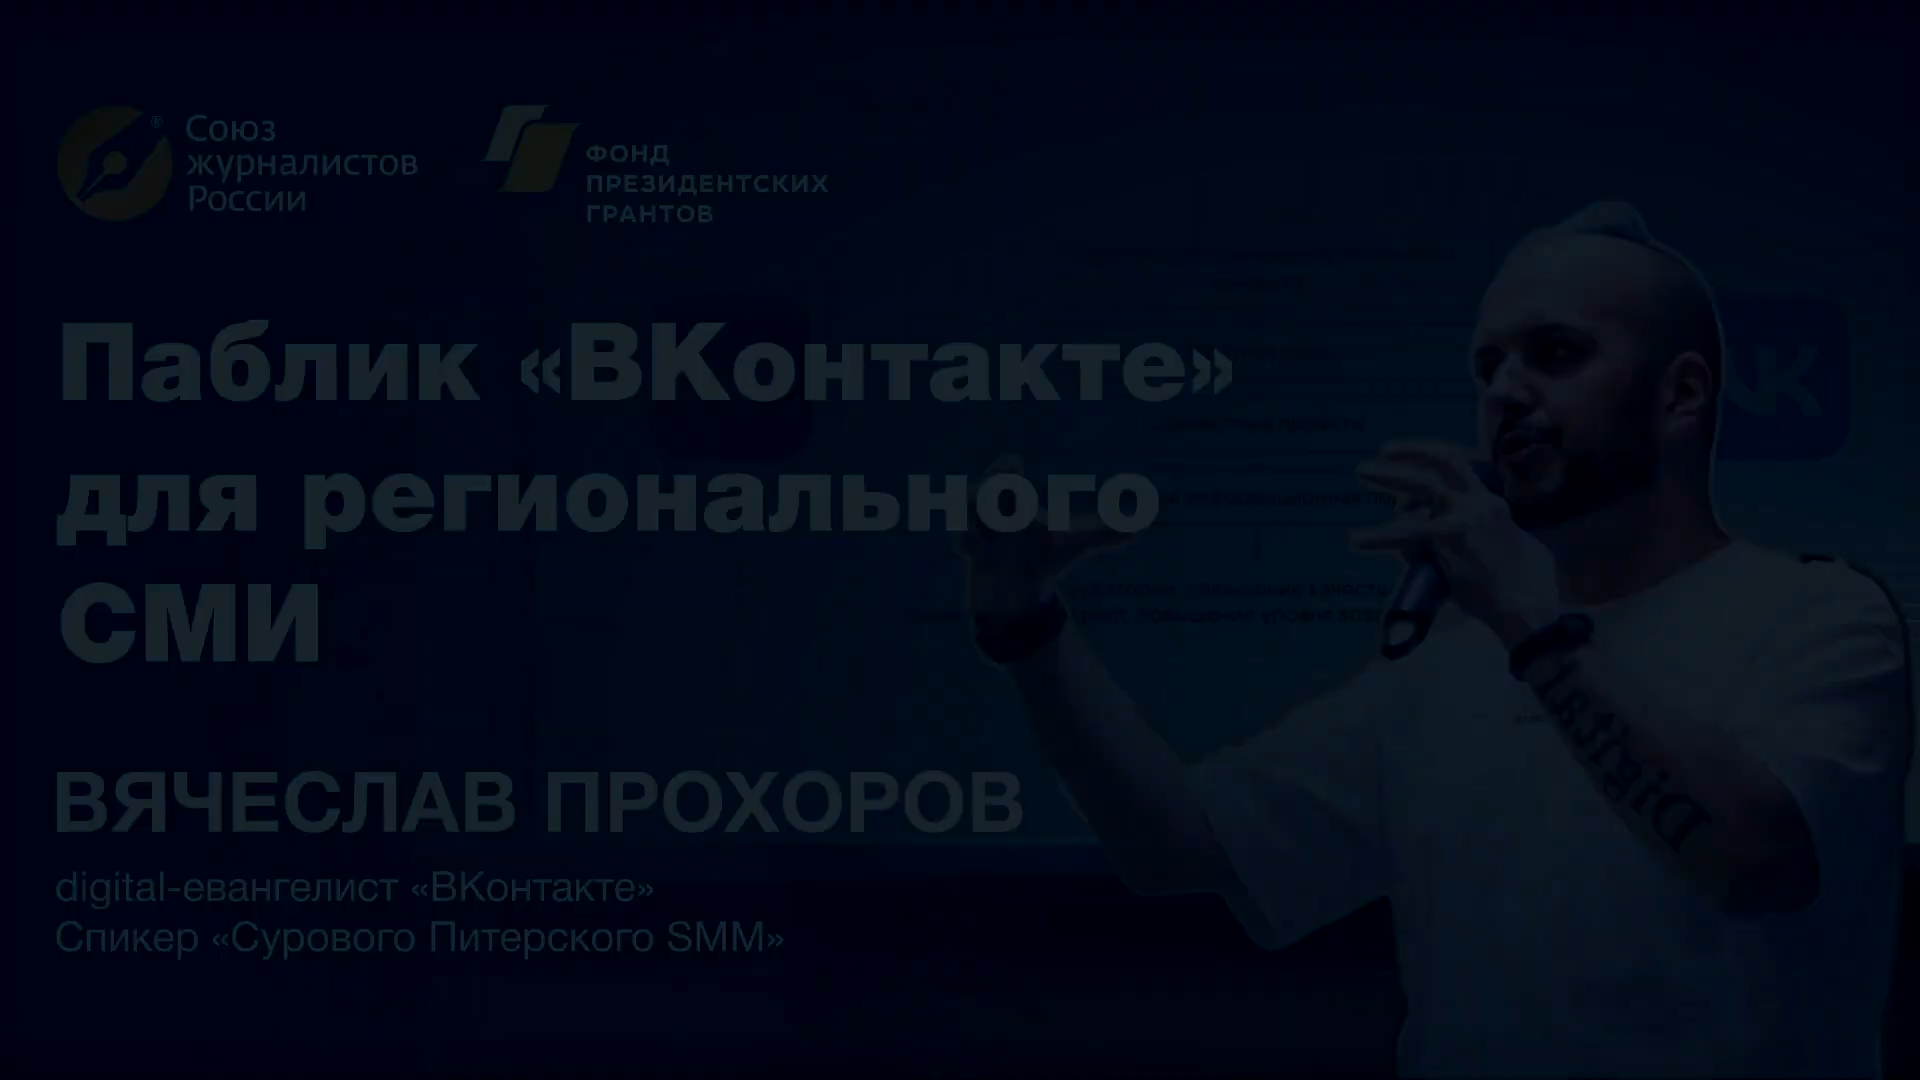 Союз
журналистов
России
®
ФОНД
ПРЕЗИДЕНТСКИХ
ГРАНТОВ
Паблик «ВКонтакте»
для регионального
СМИ
ВЯЧЕСЛАВ ПРОХОРОВ
digital-евангелист «ВКонтакте»
Спикер «Сурового Питерского SMM»
Digital